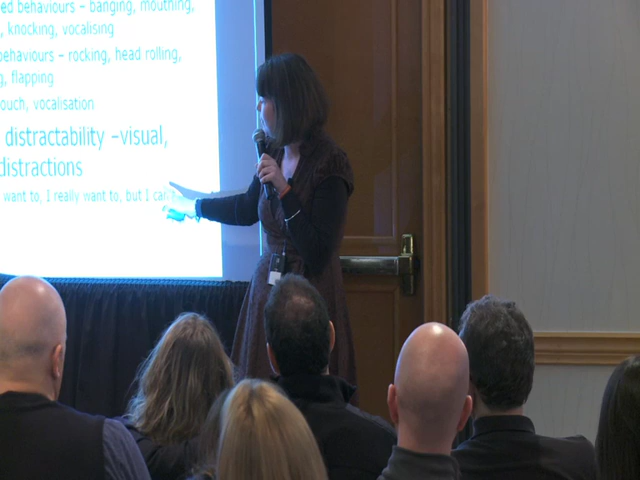 ed behaviours – banging, mouthing,
, knocking, vocalising
behaviours – rocking, head rolling,
g, flapping
ouch, vocalisation
distractability –visual,
distractions
want to, I really want to, but I can